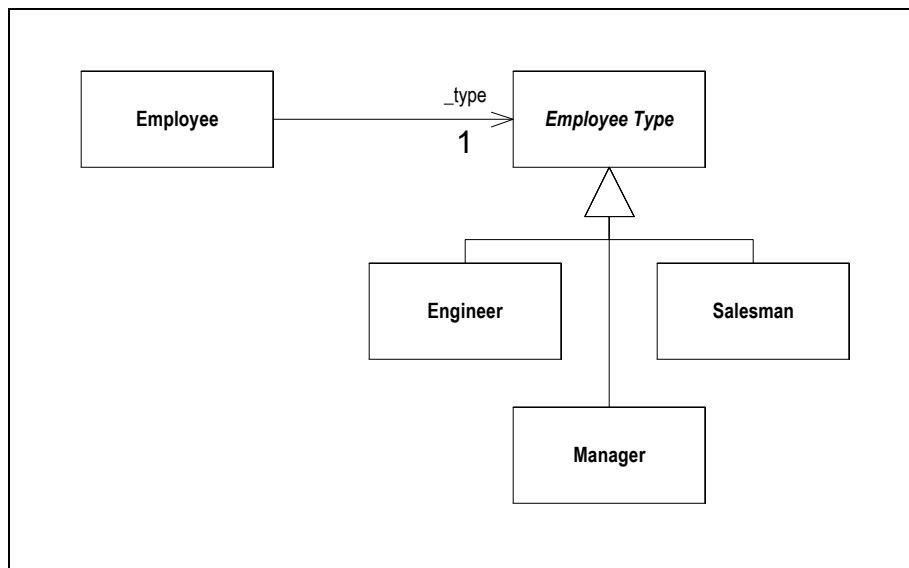 _type
Employee
Employee Type
1
Engineer
Salesman
Manager